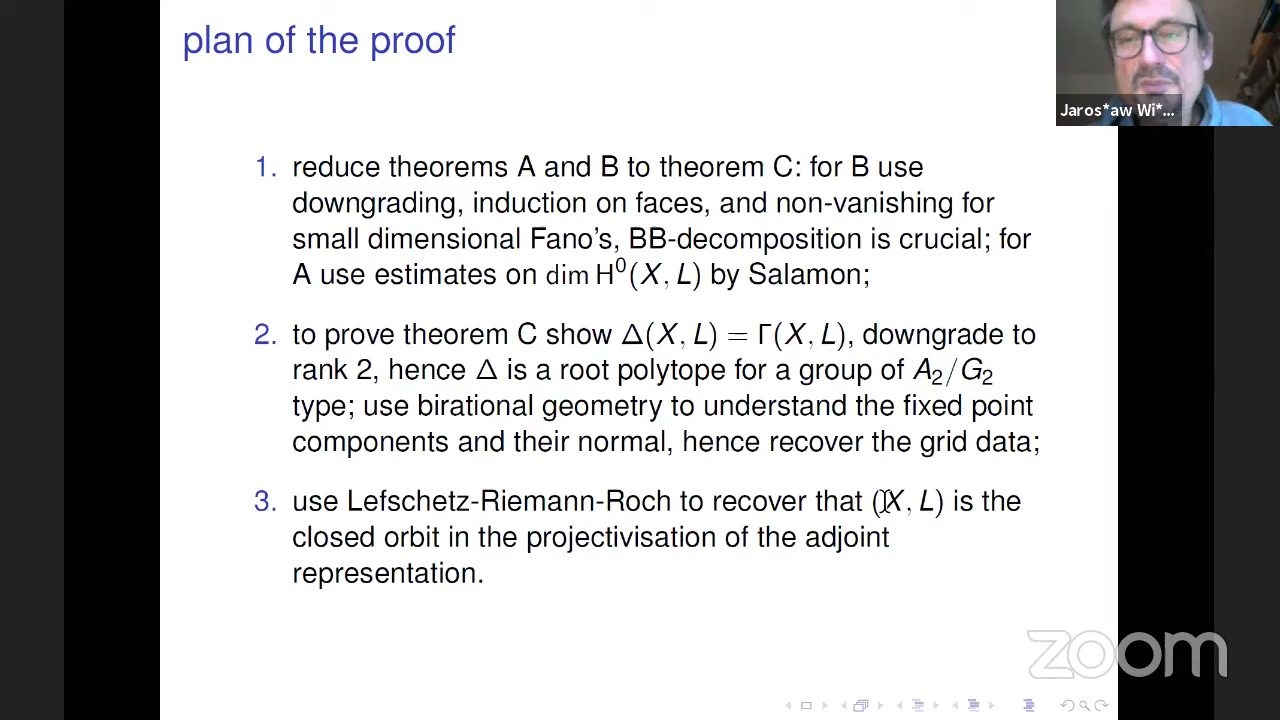 plan of the proof
Jaros*aw Wi*...
1. reduce theorems A and B to theorem C: for B use
downgrading, induction on faces, and non-vanishing for
small dimensional Fano's, BB-decomposition is crucial; for
A use estimates on dim H⁰(X, L) by Salamon;
2. to prove theorem C show Δ(X, L) = Γ(X, L), downgrade to
rank 2, hence Δ is a root polytope for a group of A₂/G₂
type; use birational geometry to understand the fixed point
components and their normal, hence recover the grid data;
3. use Lefschetz-Riemann-Roch to recover that (X, L) is the
closed orbit in the projectivisation of the adjoint
representation.
zoom